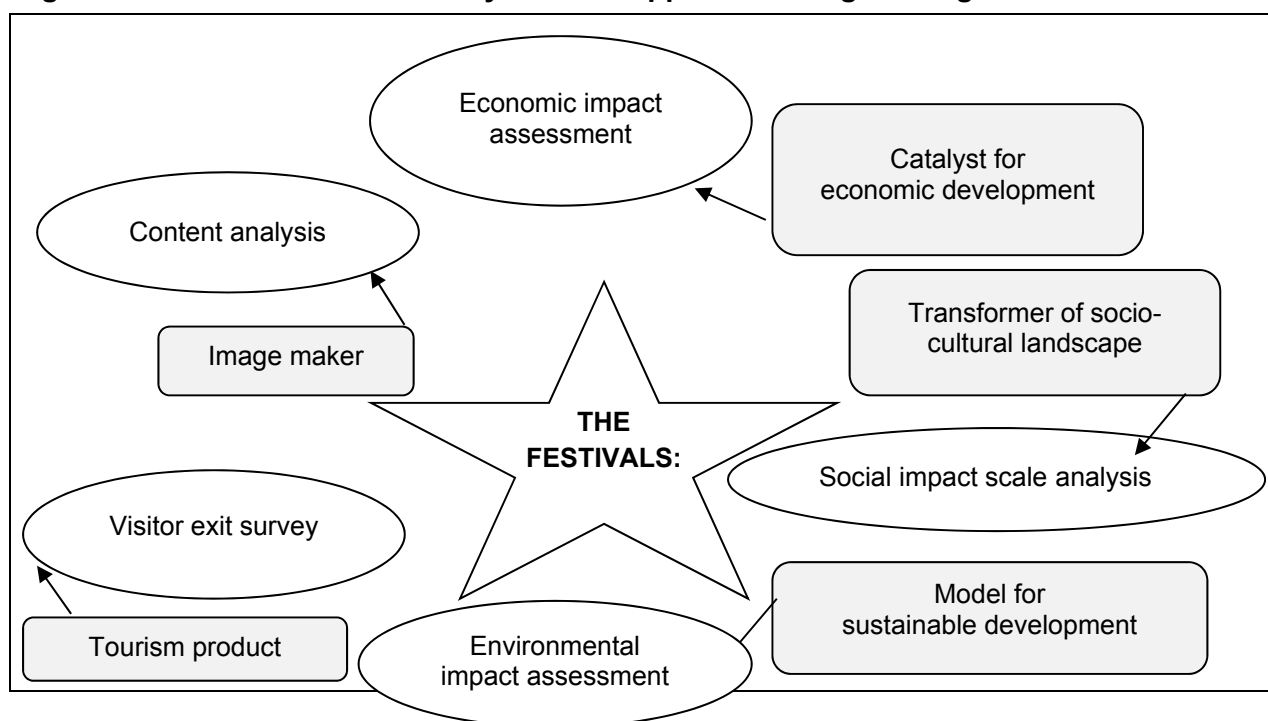 Economic impact
assessment
Catalyst for
economic development
Content analysis
Transformer of socio-
cultural landscape
Image maker
THE
FESTIVALS:
Social impact scale analysis
Visitor exit survey
Model for
sustainable development
Tourism product
Environmental
impact assessment